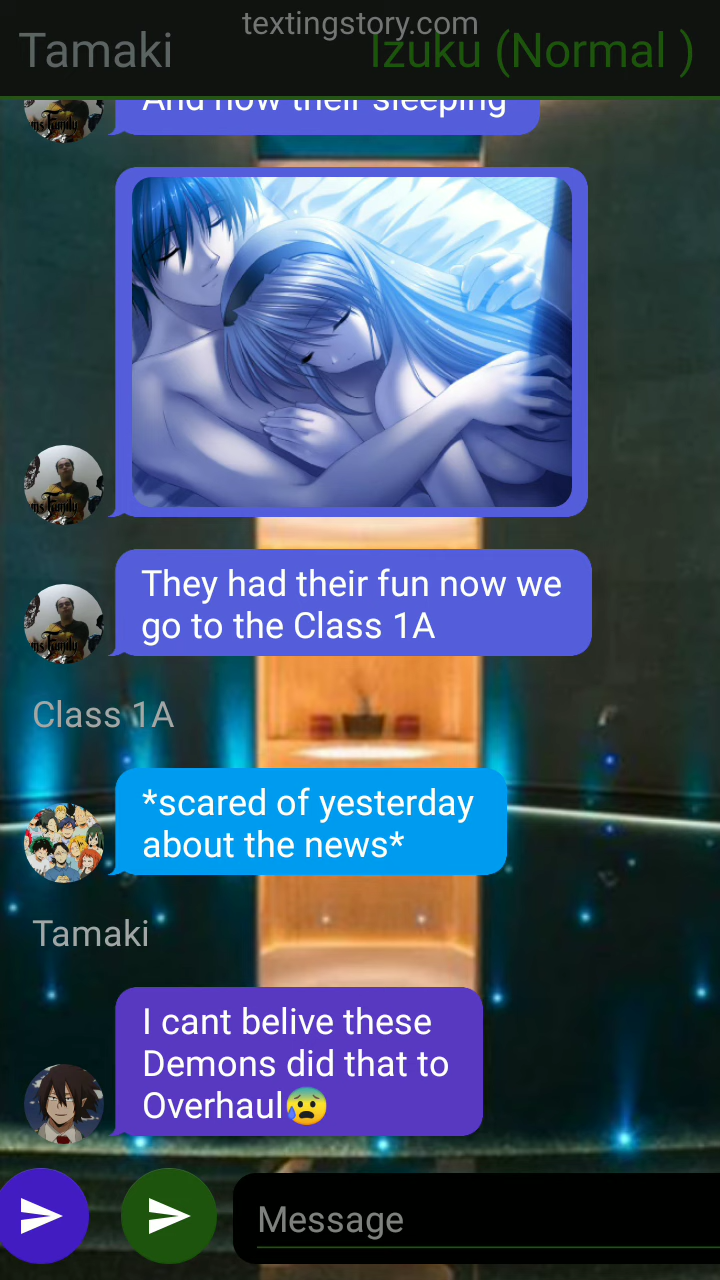 textingstory.com
Tamaki
Izuku (Normal )
And now their sleeping
They had their fun now we
go to the Class 1A
Class 1A
*scared of yesterday
about the news*
Tamaki
I cant belive these
Demons did that to
Overhaul😰
Message